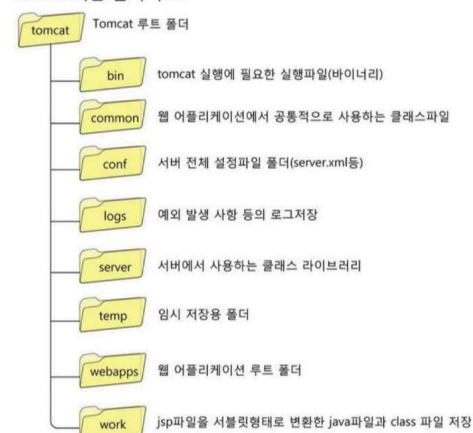 tomcat Tomcat 루트 폴더
bin tomcat 실행에 필요한 실행파일(바이너리)
common 웹 어플리케이션에서 공통적으로 사용하는 클래스파일
conf 서버 전체 설정파일 폴더(server.xml등)
logs 예외 발생 사항 등의 로그저장
server 서버에서 사용하는 클래스 라이브러리
temp 임시 저장용 폴더
webapps 웹 어플리케이션 루트 폴더
work jsp파일을 서블릿형태로 변환한 java파일과 class 파일 저장